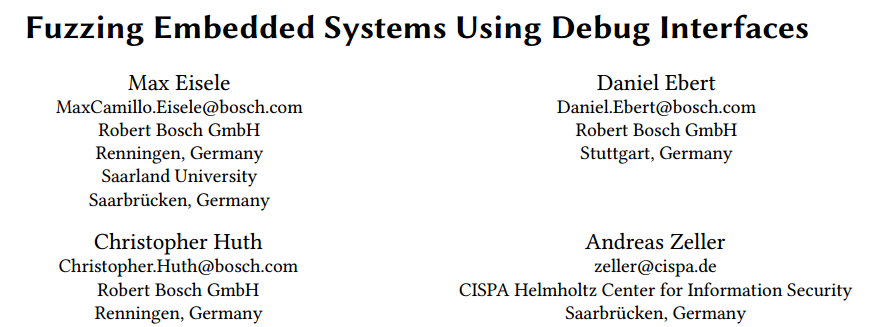 Fuzzing Embedded Systems Using Debug Interfaces
Max Eisele
MaxCamillo.Eisele@bosch.com
Robert Bosch GmbH
Renningen, Germany
Saarland University
Saarbrücken, Germany
Daniel Ebert
Daniel.Ebert@bosch.com
Robert Bosch GmbH
Stuttgart, Germany
Christopher Huth
Christopher.Huth@bosch.com
Robert Bosch GmbH
Renningen, Germany
Andreas Zeller
zeller@cispa.de
CISPA Helmholtz Center for Information Security
Saarbrücken, Germany